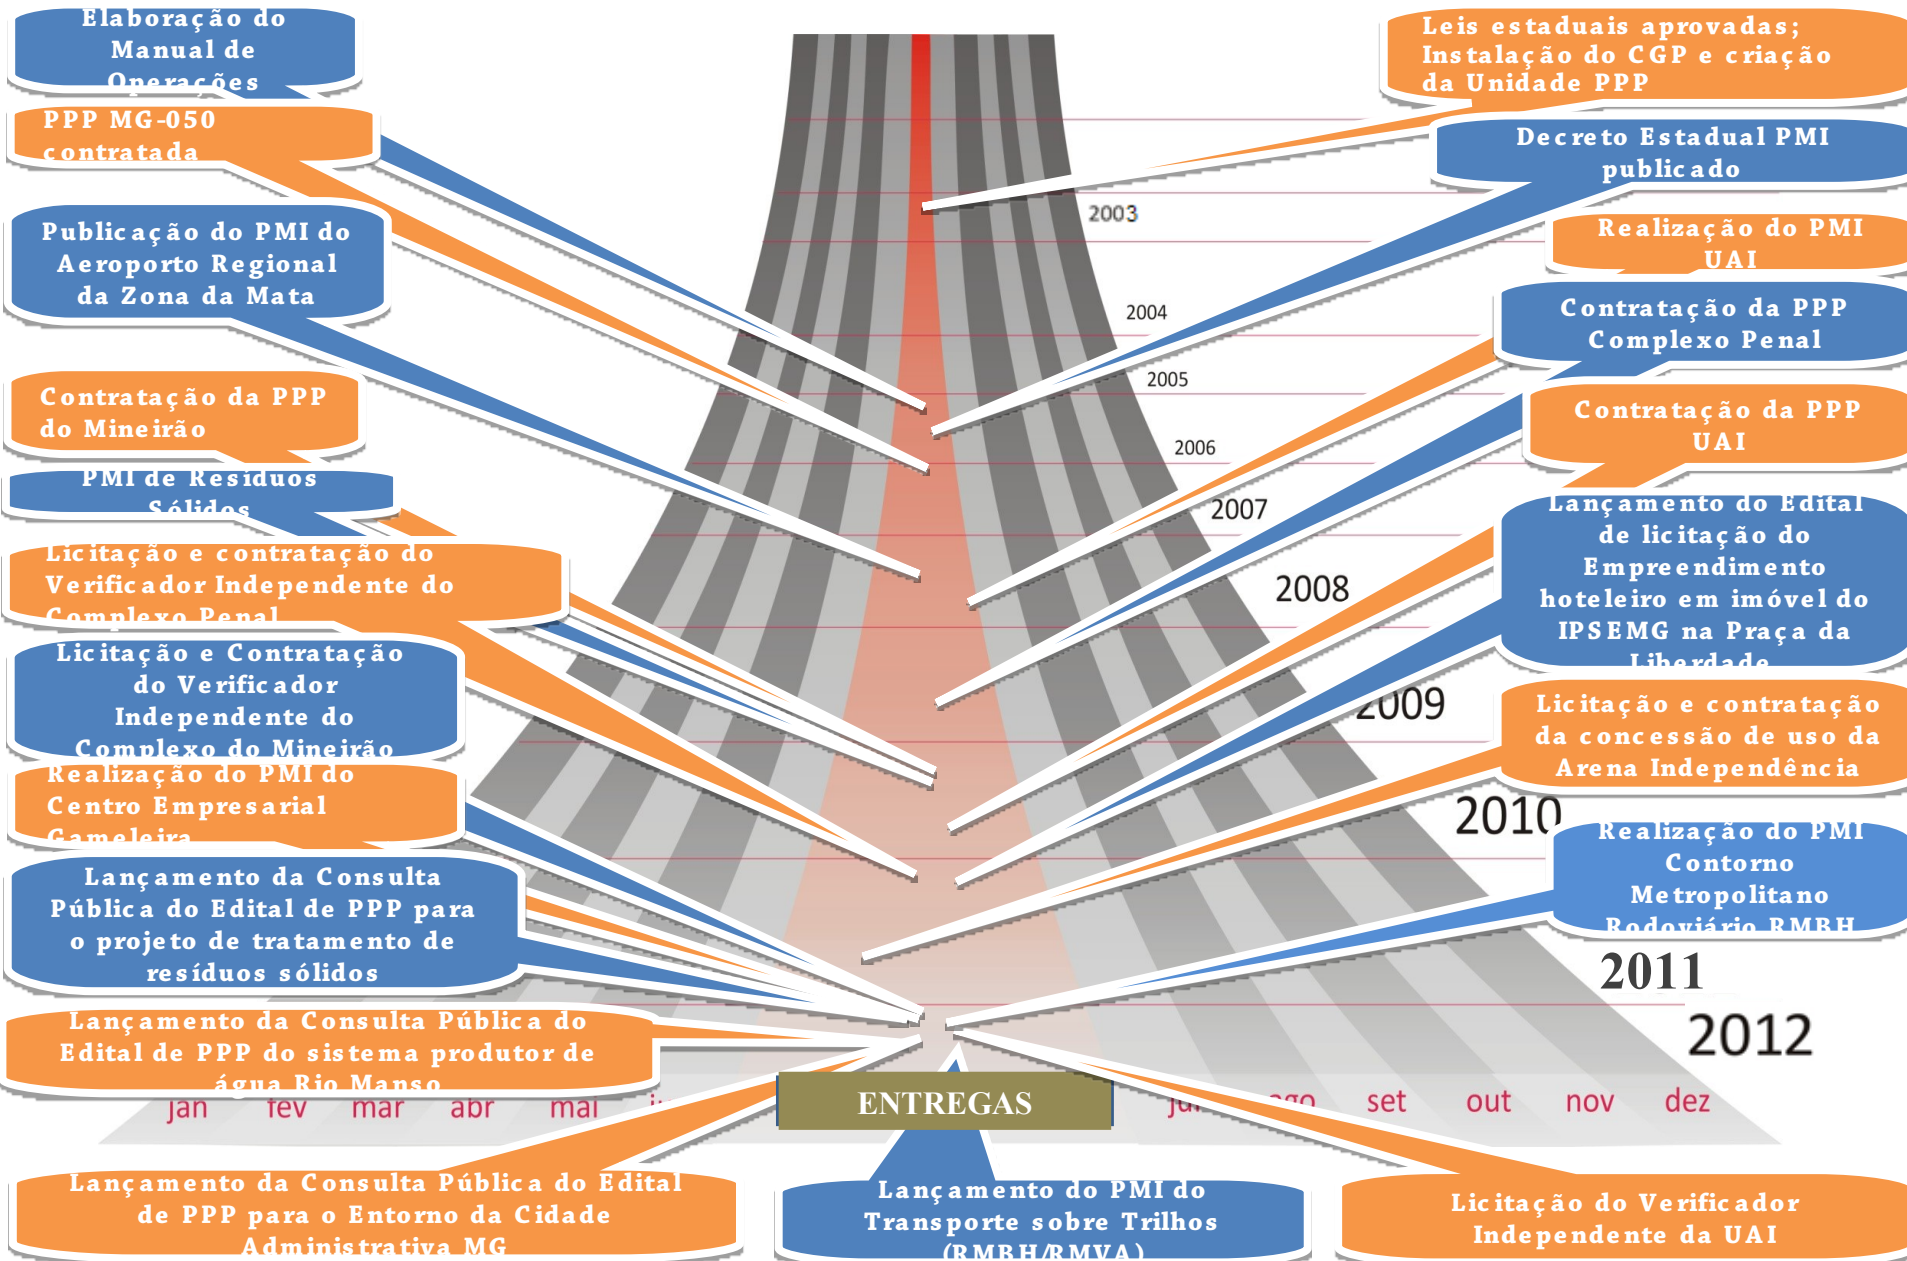 Elaboração do
Manual de
Operações
PPP MG-050
contratada
Publicação do PMI do
Aeroporto Regional
da Zona da Mata
Contratação da PPP
do Mineirão
PMI de Resíduos
Sólidos
Licitação e contratação do
Verificador Independente do
Complexo Penal
Licitação e Contratação
do Verificador
Independente do
Complexo do Mineirão
Realização do PMI do
Centro Empresarial
Gameleira
Lançamento da Consulta
Pública do Edital de PPP para
o projeto de tratamento de
resíduos sólidos
Lançamento da Consulta Pública do
Edital de PPP do sistema produtor de
água Rio Manso
Leis estaduais aprovadas;
Instalação do CGP e criação
da Unidade PPP
Decreto Estadual PMI
publicado
Realização do PMI
UAI
Contratação da PPP
Complexo Penal
Contratação da PPP
UAI
Lançamento do Edital
de licitação do
Empreendimento
hoteleiro em imóvel do
IPSEMG na Praça da
Liberdade
Licitação e contratação
da concessão de uso da
Arena Independência
Realização do PMI
Contorno
Metropolitano
Rodoviário RMBH
2003
2004
2005
2006
2007
2008
2009
2010
2011
2012
jan fev mar abr mai
ENTREGAS
set out nov dez
Lançamento da Consulta Pública do Edital
de PPP para o Entorno da Cidade
Administrativa MG
Lançamento do PMI do
Transporte sobre Trilhos
(RMBH/RMVA)
Licitação do Verificador
Independente da UAI